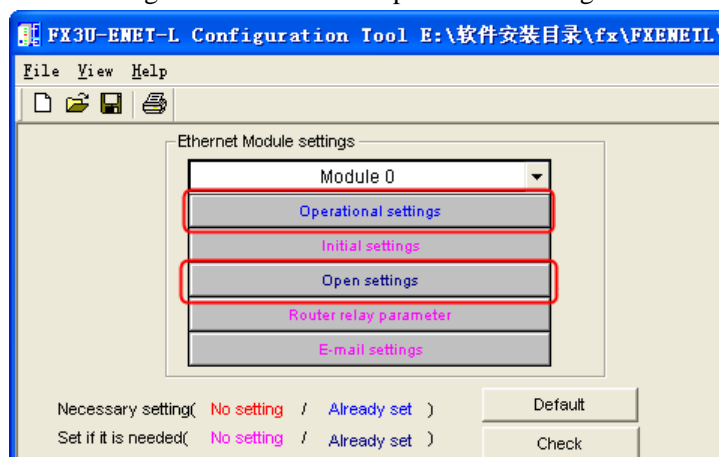 FX3U-ENET-L Configuration Tool E:\软件安装目录\fx\FXENETL\
File View Help
Ethernet Module settings
Module 0
Operational settings
Initial settings
Open settings
Router relay parameter
E-mail settings
Necessary setting( No setting / Already set ) Default
Set if it is needed( No setting / Already set ) Check